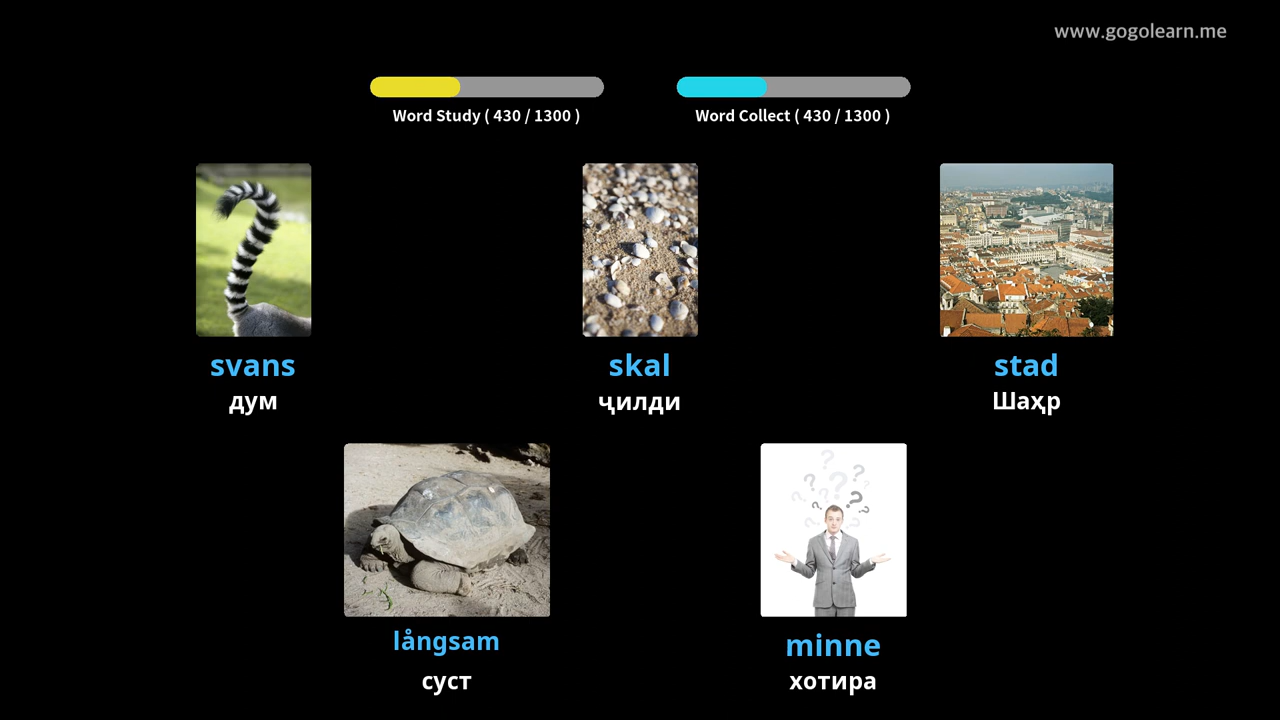 www.gogolearn.me
Word Study ( 430 / 1300 )
Word Collect ( 430 / 1300 )
svans
дум
skal
ҷилди
stad
Шаҳр
långsam
суст
minne
хотира